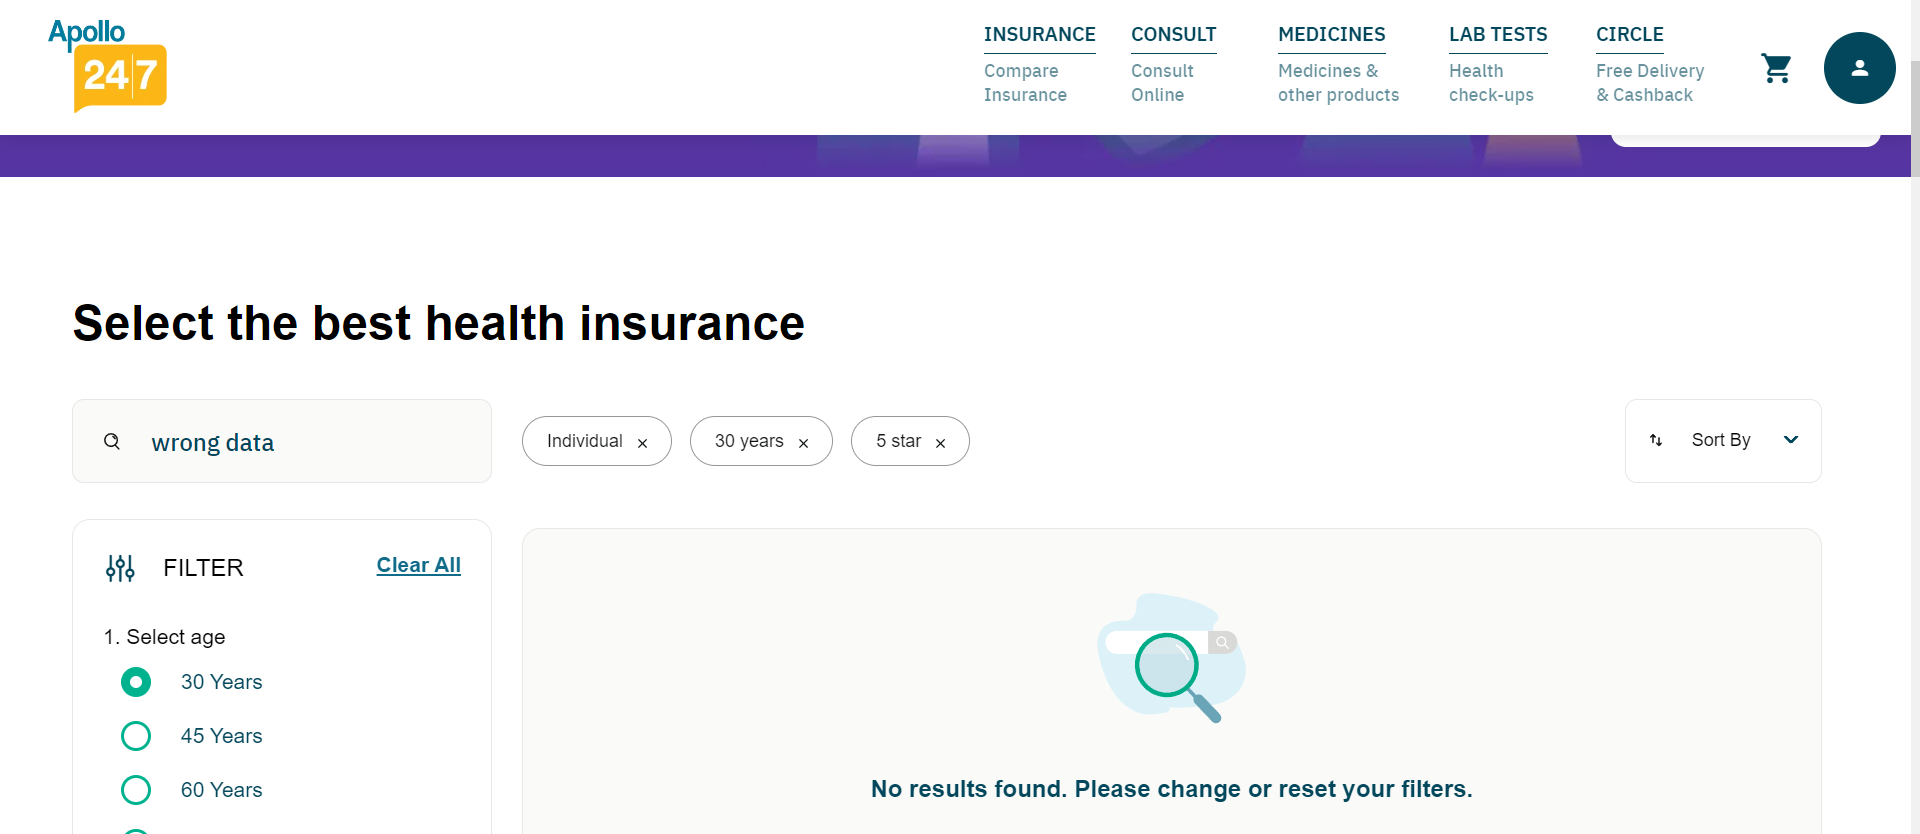 Apollo
24|7
INSURANCE
Compare
Insurance
CONSULT
Consult
Online
MEDICINES
Medicines &
other products
LAB TESTS
Health
check-ups
CIRCLE
Free Delivery
& Cashback
Select the best health insurance
wrong data
Individual ×
30 years ×
5 star ×
Sort By
FILTER
Clear All
1. Select age
30 Years
45 Years
60 Years
No results found. Please change or reset your filters.